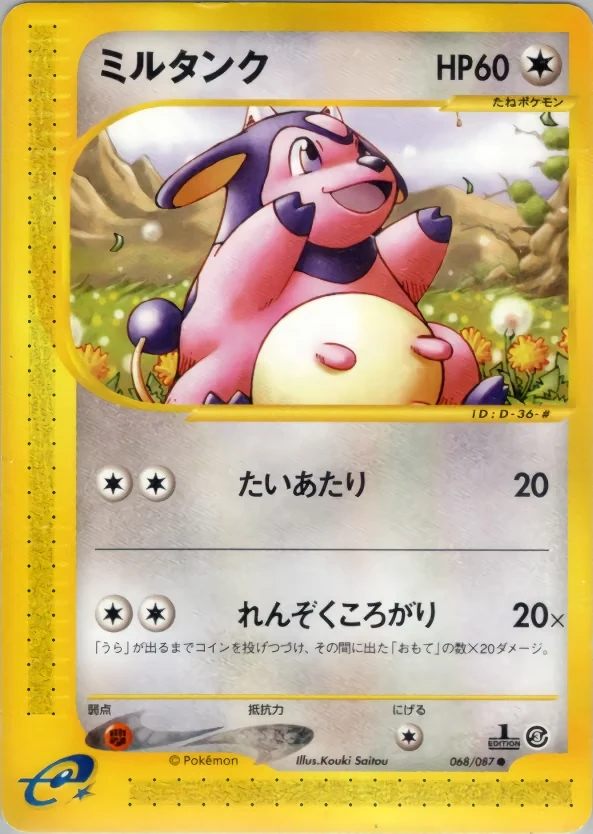 ミルタンク
HP60
たねポケモン
ID:D-36-#
たいあたり 20
れんぞくころがり 20×
「うら」が出るまでコインを投げつづけ、その間に出た「おもて」の数×20ダメージ。
弱点 抵抗力 にげる
1
EDITION
© Pokémon Illus.Kouki Saitou 068/087 ●